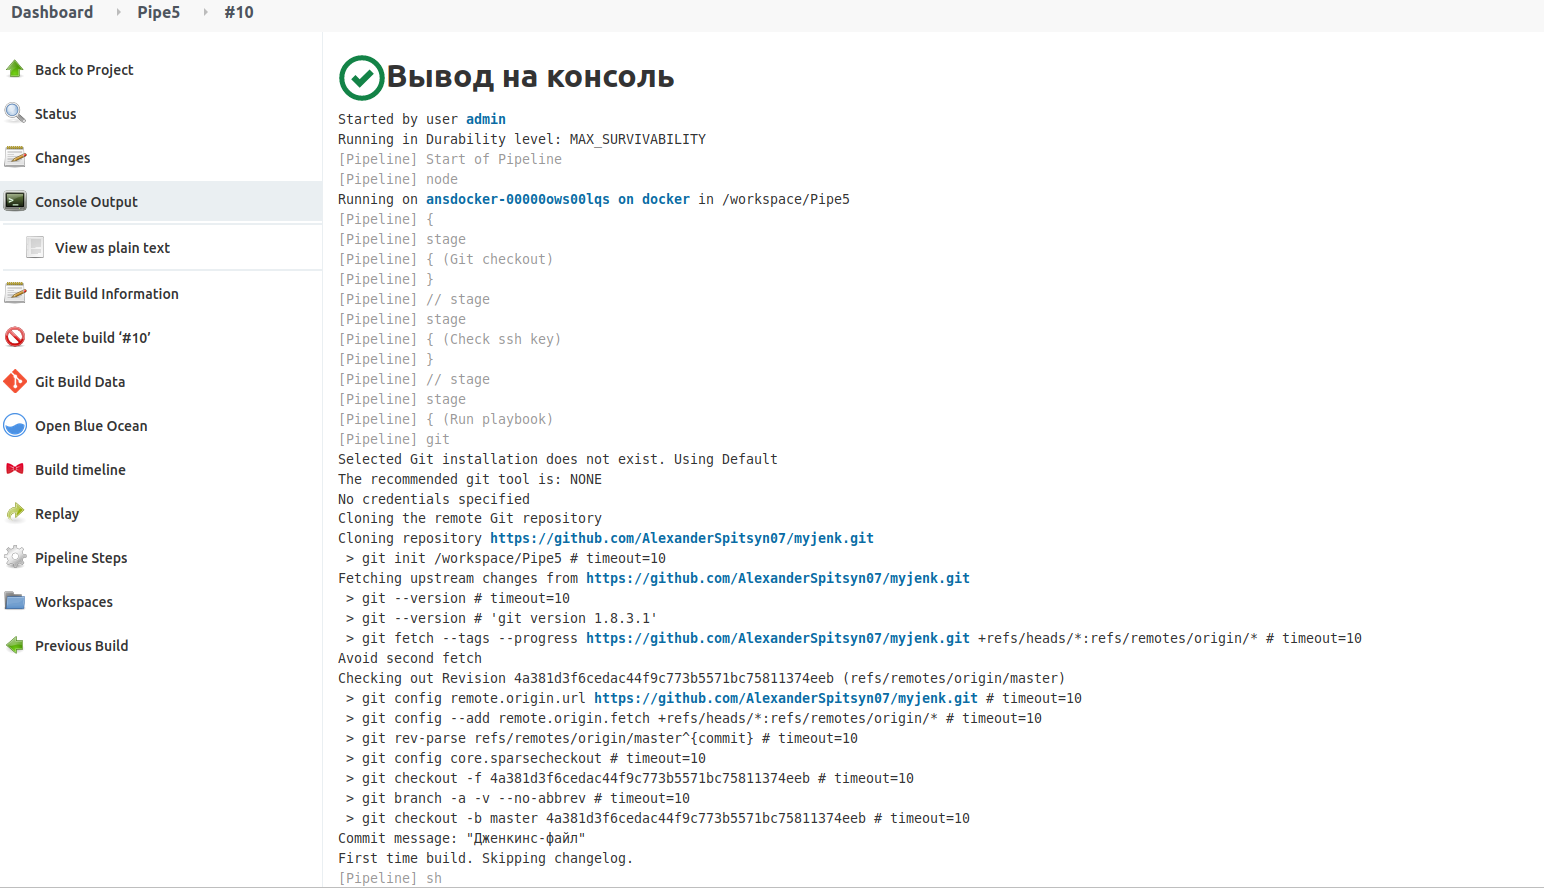 Dashboard Pipe5 #10
Back to Project
Status
Changes
Console Output
View as plain text
Edit Build Information
Delete build ‘#10’
Git Build Data
Open Blue Ocean
Build timeline
Replay
Pipeline Steps
Workspaces
Previous Build
Вывод на консоль
Started by user admin
Running in Durability level: MAX_SURVIVABILITY
[Pipeline] Start of Pipeline
[Pipeline] node
Running on ansdocker-00000ows00lqs on docker in /workspace/Pipe5
[Pipeline] {
[Pipeline] stage
[Pipeline] { (Git checkout)
[Pipeline] }
[Pipeline] // stage
[Pipeline] stage
[Pipeline] { (Check ssh key)
[Pipeline] }
[Pipeline] // stage
[Pipeline] stage
[Pipeline] { (Run playbook)
[Pipeline] git
Selected Git installation does not exist. Using Default
The recommended git tool is: NONE
No credentials specified
Cloning the remote Git repository
Cloning repository https://github.com/AlexanderSpitsyn07/myjenk.git
> git init /workspace/Pipe5 # timeout=10
Fetching upstream changes from https://github.com/AlexanderSpitsyn07/myjenk.git
> git --version # timeout=10
> git --version # 'git version 1.8.3.1'
> git fetch --tags --progress https://github.com/AlexanderSpitsyn07/myjenk.git +refs/heads/*:refs/remotes/origin/* # timeout=10
Avoid second fetch
Checking out Revision 4a381d3f6cedac44f9c773b5571bc75811374eeb (refs/remotes/origin/master)
> git config remote.origin.url https://github.com/AlexanderSpitsyn07/myjenk.git # timeout=10
> git config --add remote.origin.fetch +refs/heads/*:refs/remotes/origin/* # timeout=10
> git rev-parse refs/remotes/origin/master^{commit} # timeout=10
> git config core.sparsecheckout # timeout=10
> git checkout -f 4a381d3f6cedac44f9c773b5571bc75811374eeb # timeout=10
> git branch -a -v --no-abbrev # timeout=10
> git checkout -b master 4a381d3f6cedac44f9c773b5571bc75811374eeb # timeout=10
Commit message: "Дженкинс-файл"
First time build. Skipping changelog.
[Pipeline] sh